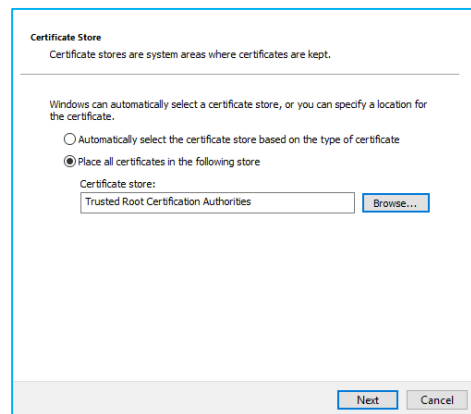 Certificate Store
Certificate stores are system areas where certificates are kept.
Windows can automatically select a certificate store, or you can specify a location for
the certificate.
Automatically select the certificate store based on the type of certificate
Place all certificates in the following store
Certificate store:
Trusted Root Certification Authorities
Browse...
Next
Cancel